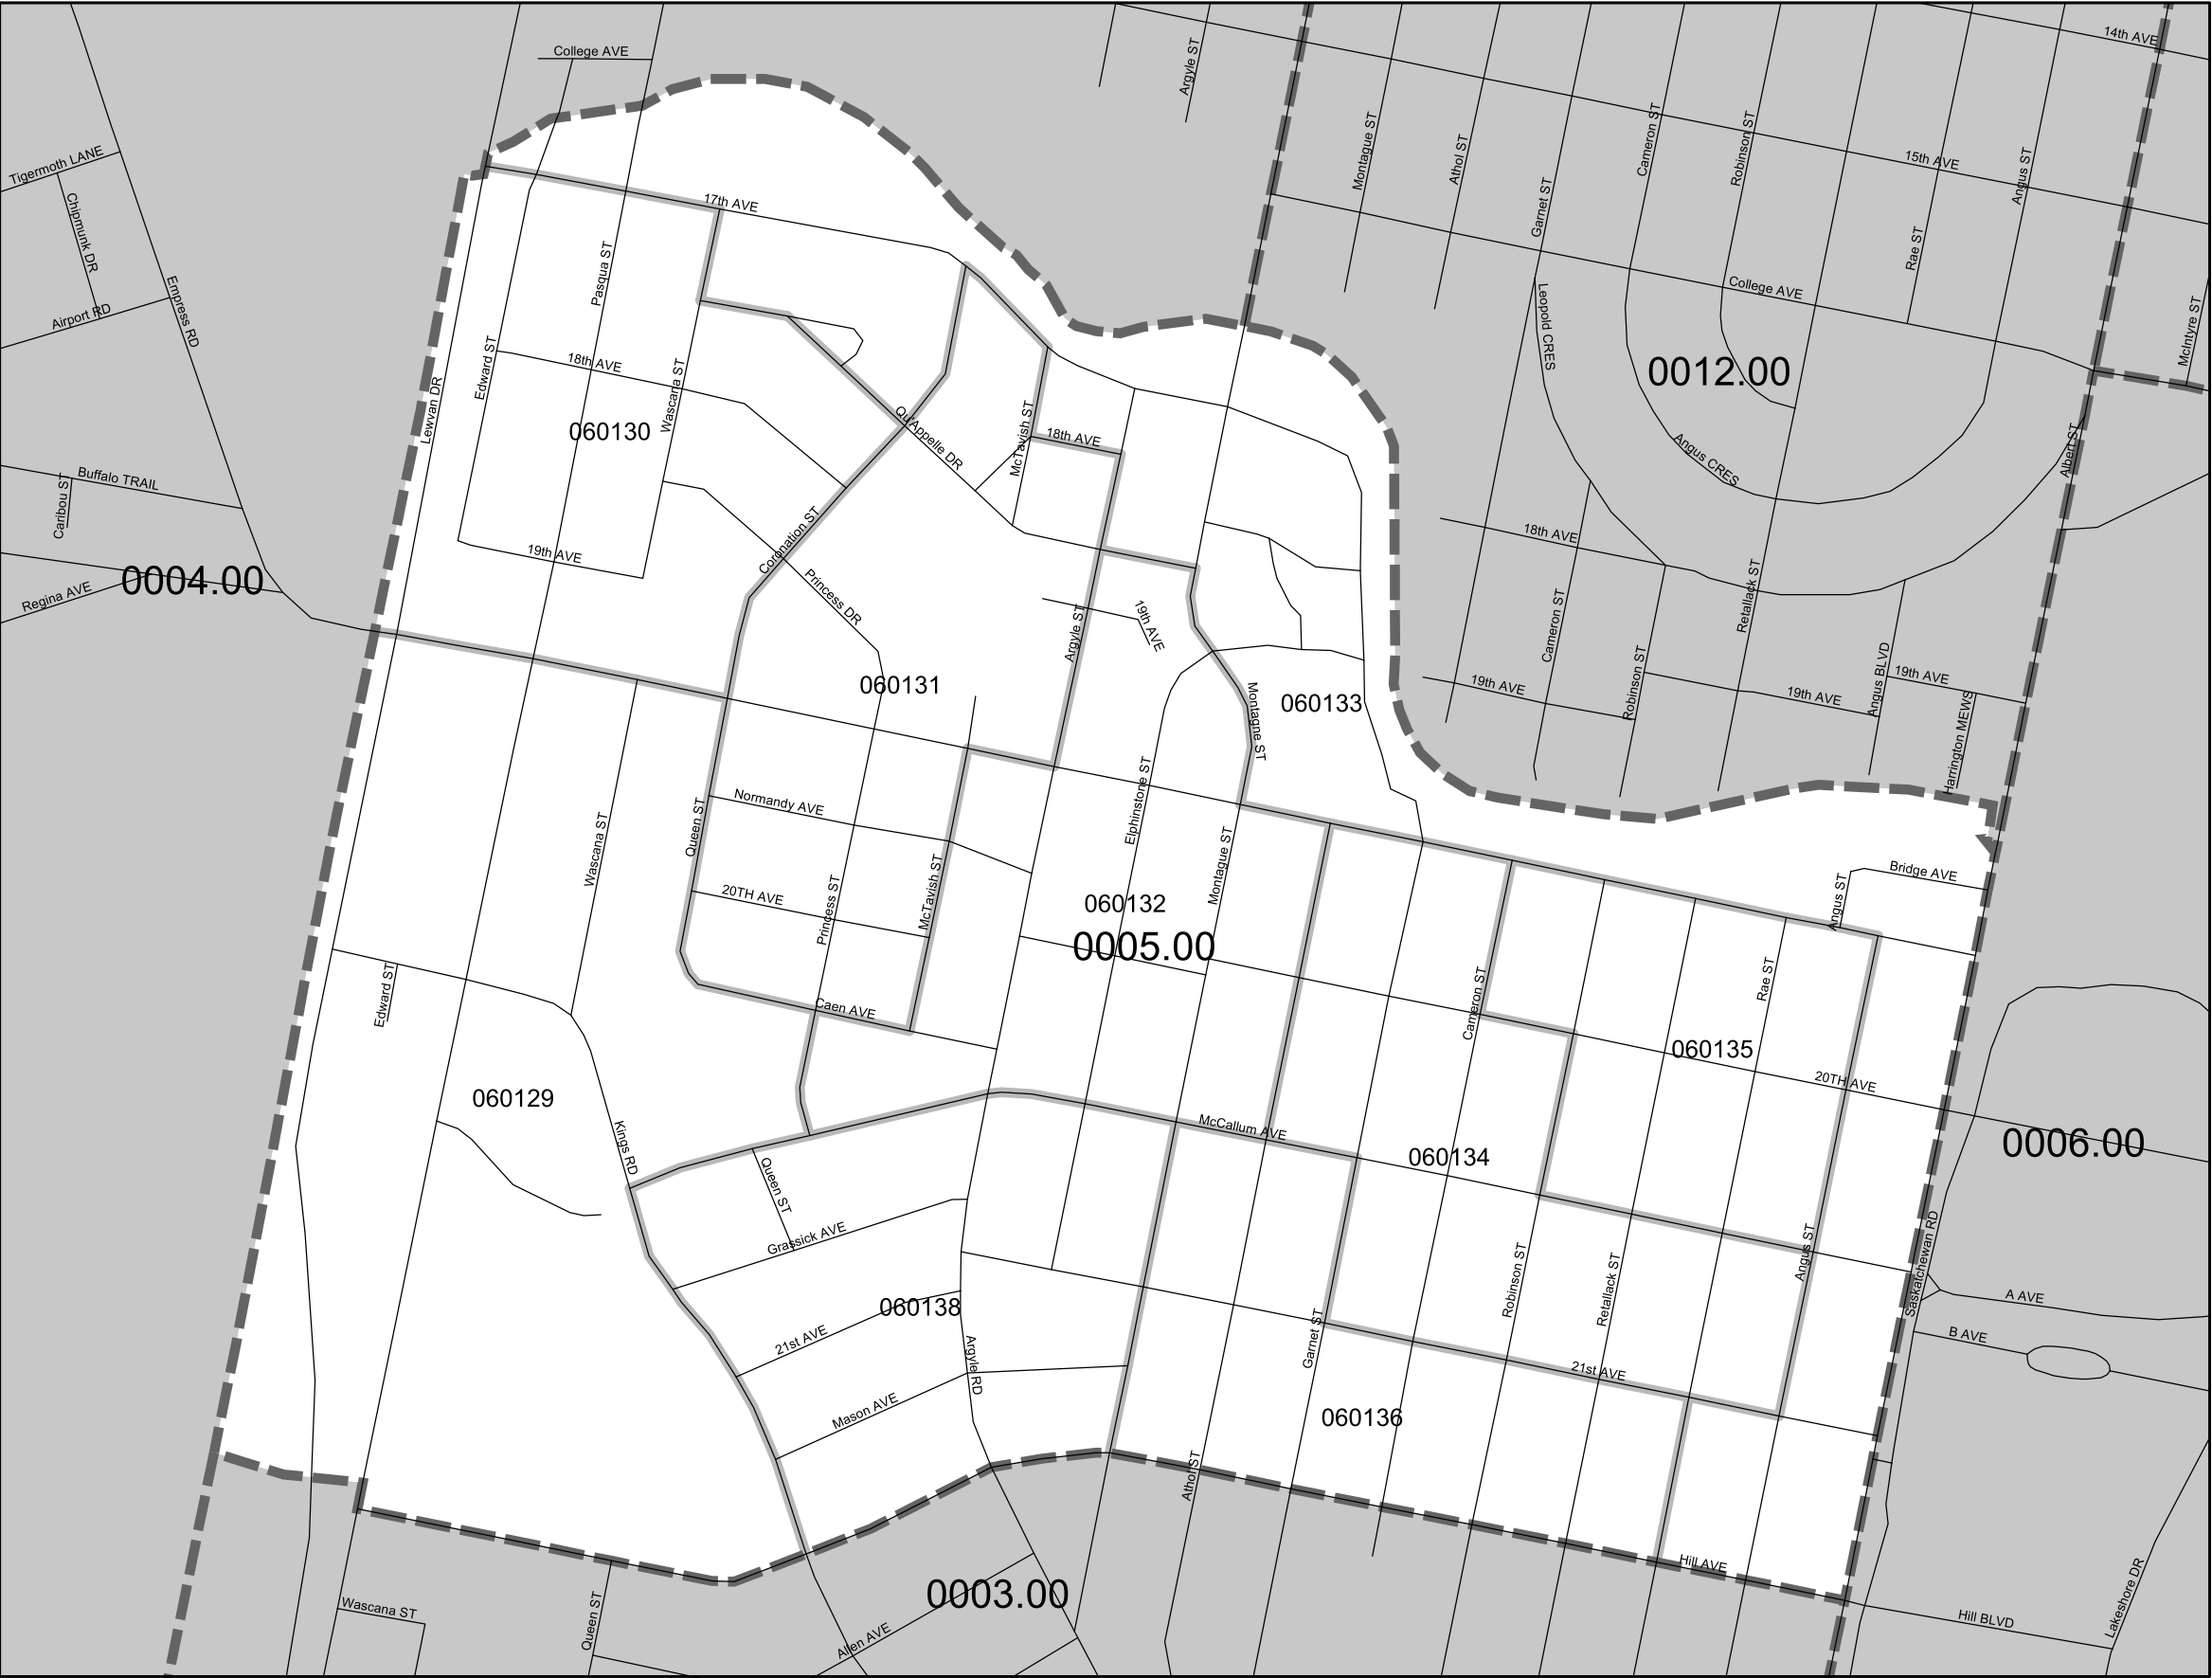 14th AVE
College AVE
Argyle ST
Montague ST
Athol ST
Cameron ST
Robinson ST
15th AVE
Angus ST
Tigermoth LANE
Chipmunk DR
Garnet ST
Rae ST
17th AVE
Pasqua ST
College AVE
Airport RD
Empress RD
Leopold CRES
McIntyre ST
Edward ST
18th AVE
Wascana ST
0012.00
Lewvan DR
060130
Qu'Appelle DR
McTavish ST
18th AVE
Angus CRES
Albert ST
Buffalo TRAIL
Caribou ST
Coronation ST
18th AVE
19th AVE
0004.00
Regina AVE
Princess DR
Argyle ST
19th AVE
Cameron ST
Retallack ST
060131
060133
Montagne ST
19th AVE
Robinson ST
19th AVE
Angus BLVD
19th AVE
Harrington MEWS
Normandy AVE
Queen ST
Wascana ST
Elphinstone ST
Montague ST
Bridge AVE
Angus ST
20TH AVE
Princess ST
McTavish ST
060132
0005.00
Edward ST
Caen AVE
Cameron ST
Rae ST
060135
20TH AVE
060129
Kings RD
McCallum AVE
060134
0006.00
Queen ST
Grassick AVE
Angus ST
Saskatchewan RD
060138
21st AVE
Argyle RD
Garnet ST
Robinson ST
Retallack ST
A AVE
B AVE
21st AVE
Mason AVE
060136
Athol ST
Hill AVE
0003.00
Wascana ST
Queen ST
Allen AVE
Hill BLVD
Lakeshore DR